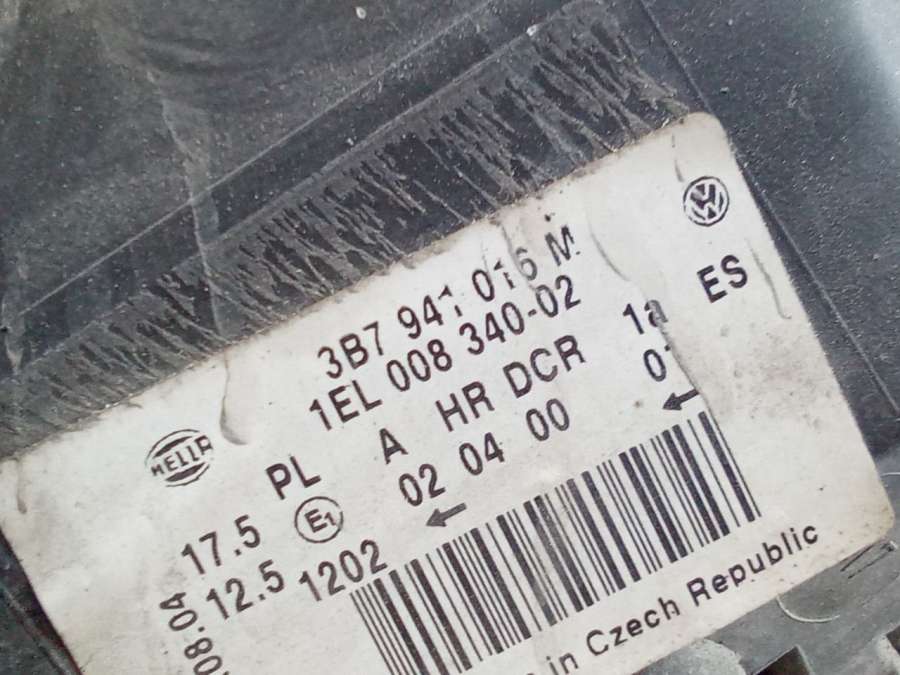 3B7 941 016 M
1EL 008 340-02
HELLA
PL A HR DCR 1a ES
17.5 E1 02 04 00
12.5 1202
08.04
in Czech Republic